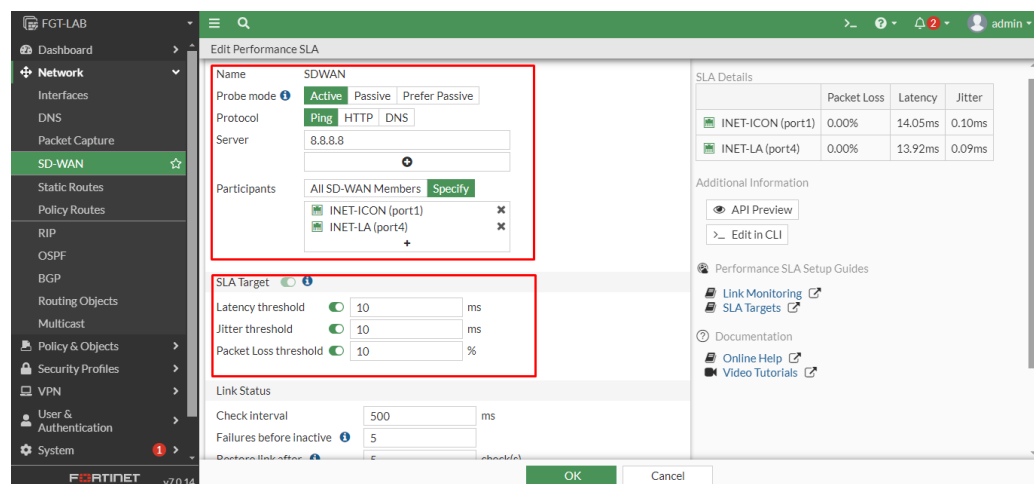 FGT-LAB
2
admin
Dashboard
Network
Interfaces
DNS
Packet Capture
SD-WAN
Static Routes
Policy Routes
RIP
OSPF
BGP
Routing Objects
Multicast
Policy & Objects
Security Profiles
VPN
User &
Authentication
System
1
FORTINET
v7.0.14
Edit Performance SLA
Name SDWAN
Probe mode Active Passive Prefer Passive
Protocol Ping HTTP DNS
Server 8.8.8.8
Participants All SD-WAN Members Specify
INET-ICON (port1)
INET-LA (port4)
SLA Target
Latency threshold 10 ms
Jitter threshold 10 ms
Packet Loss threshold 10 %
Link Status
Check interval 500 ms
Failures before inactive 5
Restore link after 5 check(s)
OK Cancel
SLA Details
Packet Loss Latency Jitter
INET-ICON (port1) 0.00% 14.05ms 0.10ms
INET-LA (port4) 0.00% 13.92ms 0.09ms
Additional Information
API Preview
>_ Edit in CLI
Performance SLA Setup Guides
Link Monitoring
SLA Targets
Documentation
Online Help
Video Tutorials